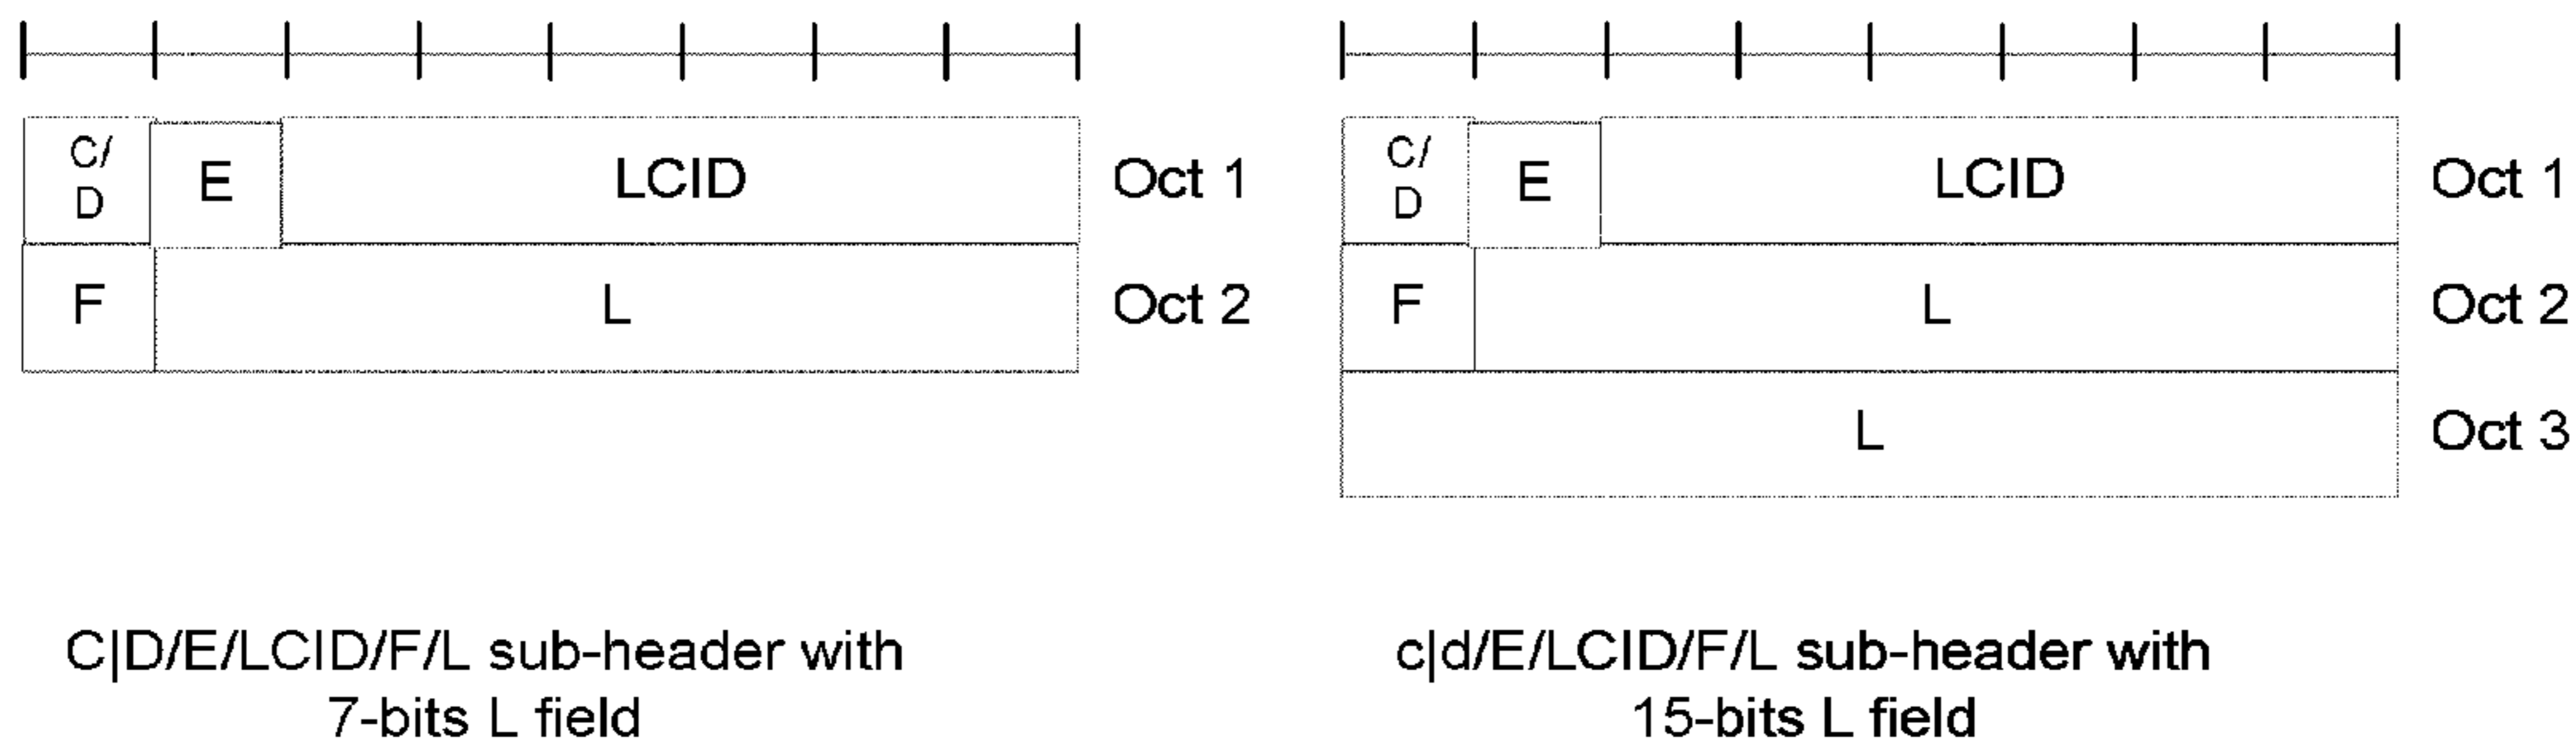 C/
D
E
LCID
Oct 1
F
L
Oct 2
C|D/E/LCID/F/L sub-header with
7-bits L field
C/
D
E
LCID
Oct 1
F
L
Oct 2
L
Oct 3
c|d/E/LCID/F/L sub-header with
15-bits L field